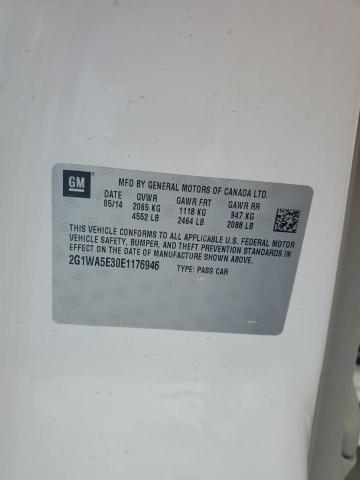 GM
MFD BY GENERAL MOTORS OF CANADA LTD.
DATE GVWR GAWR FRT GAWR RR
05/14 2065 KG 1118 KG 947 KG
4552 LB 2464 LB 2088 LB
THIS VEHICLE CONFORMS TO ALL APPLICABLE U.S. FEDERAL MOTOR
VEHICLE SAFETY, BUMPER, AND THEFT PREVENTION STANDARDS IN
EFFECT ON THE DATE OF MANUFACTURE SHOWN ABOVE.
2G1WA5E30E1176946 TYPE: PASS CAR